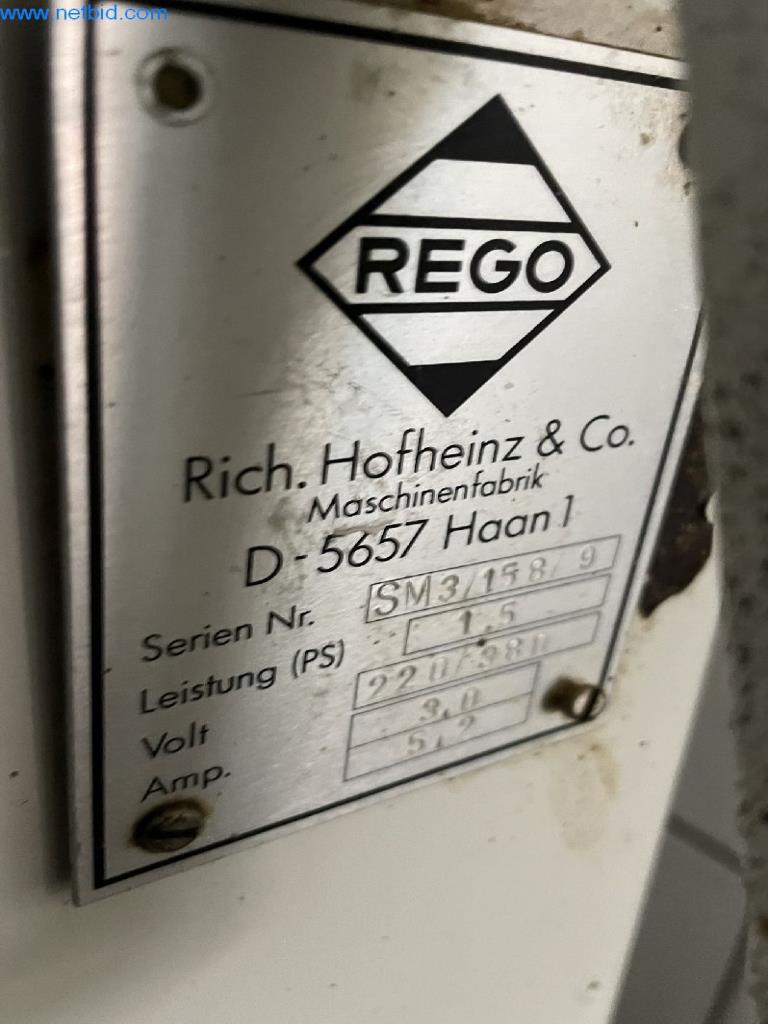 www.netbid.com
REGO
Rich. Hofheinz & Co.
Maschinenfabrik
D-5657 Haan 1
Serien Nr. SM3/158/9
Leistung (PS) 1.5
Volt 220/380
Amp. 3,0
5,2